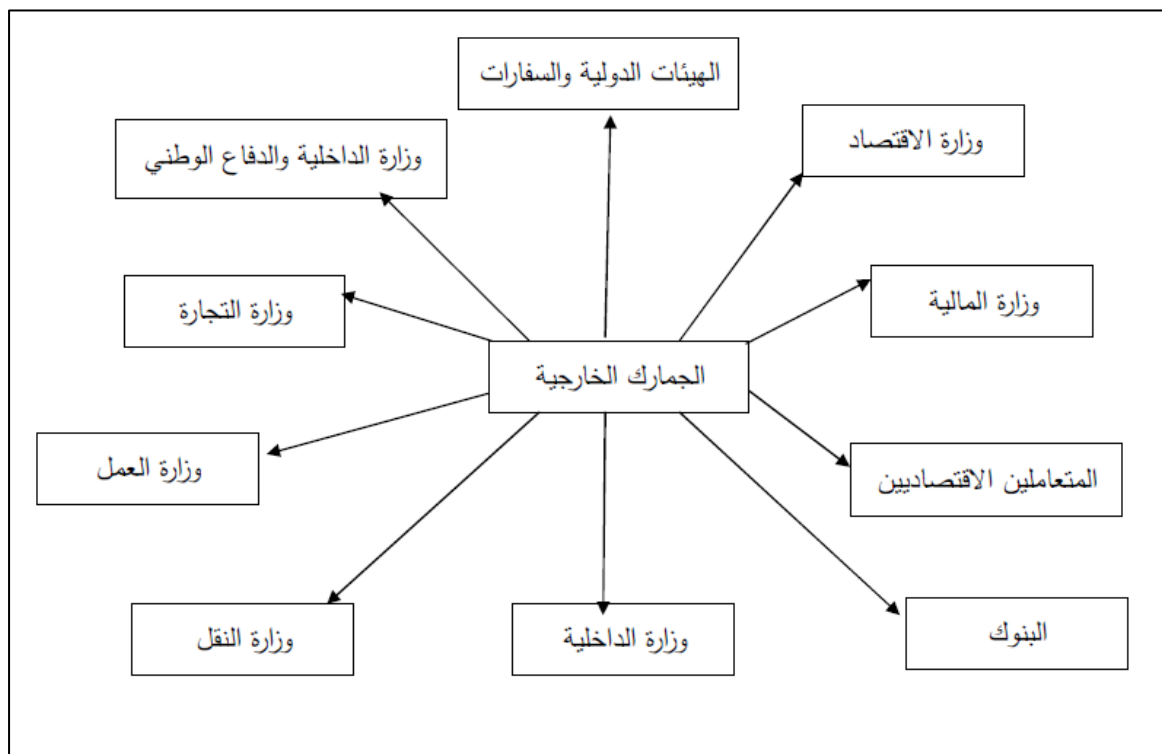 الهيئات الدولية والسفارات
وزارة الاقتصاد
وزارة الداخلية والدفاع الوطني
وزارة المالية
وزارة التجارة
الجمارك الخارجية
المتعاملين الاقتصاديين
وزارة العمل
البنوك
وزارة الداخلية
وزارة النقل